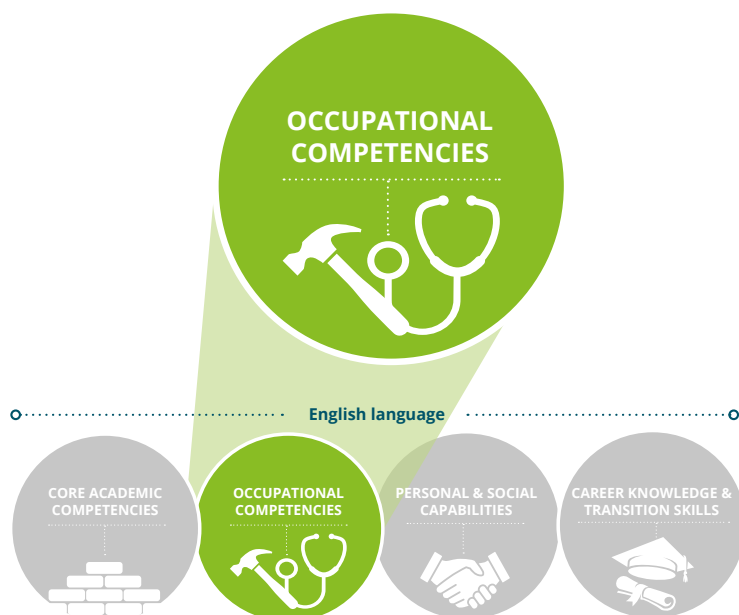 OCCUPATIONAL
COMPETENCIES
English language
CORE ACADEMIC
COMPETENCIES
OCCUPATIONAL
COMPETENCIES
PERSONAL & SOCIAL
CAPABILITIES
CAREER KNOWLEDGE &
TRANSITION SKILLS